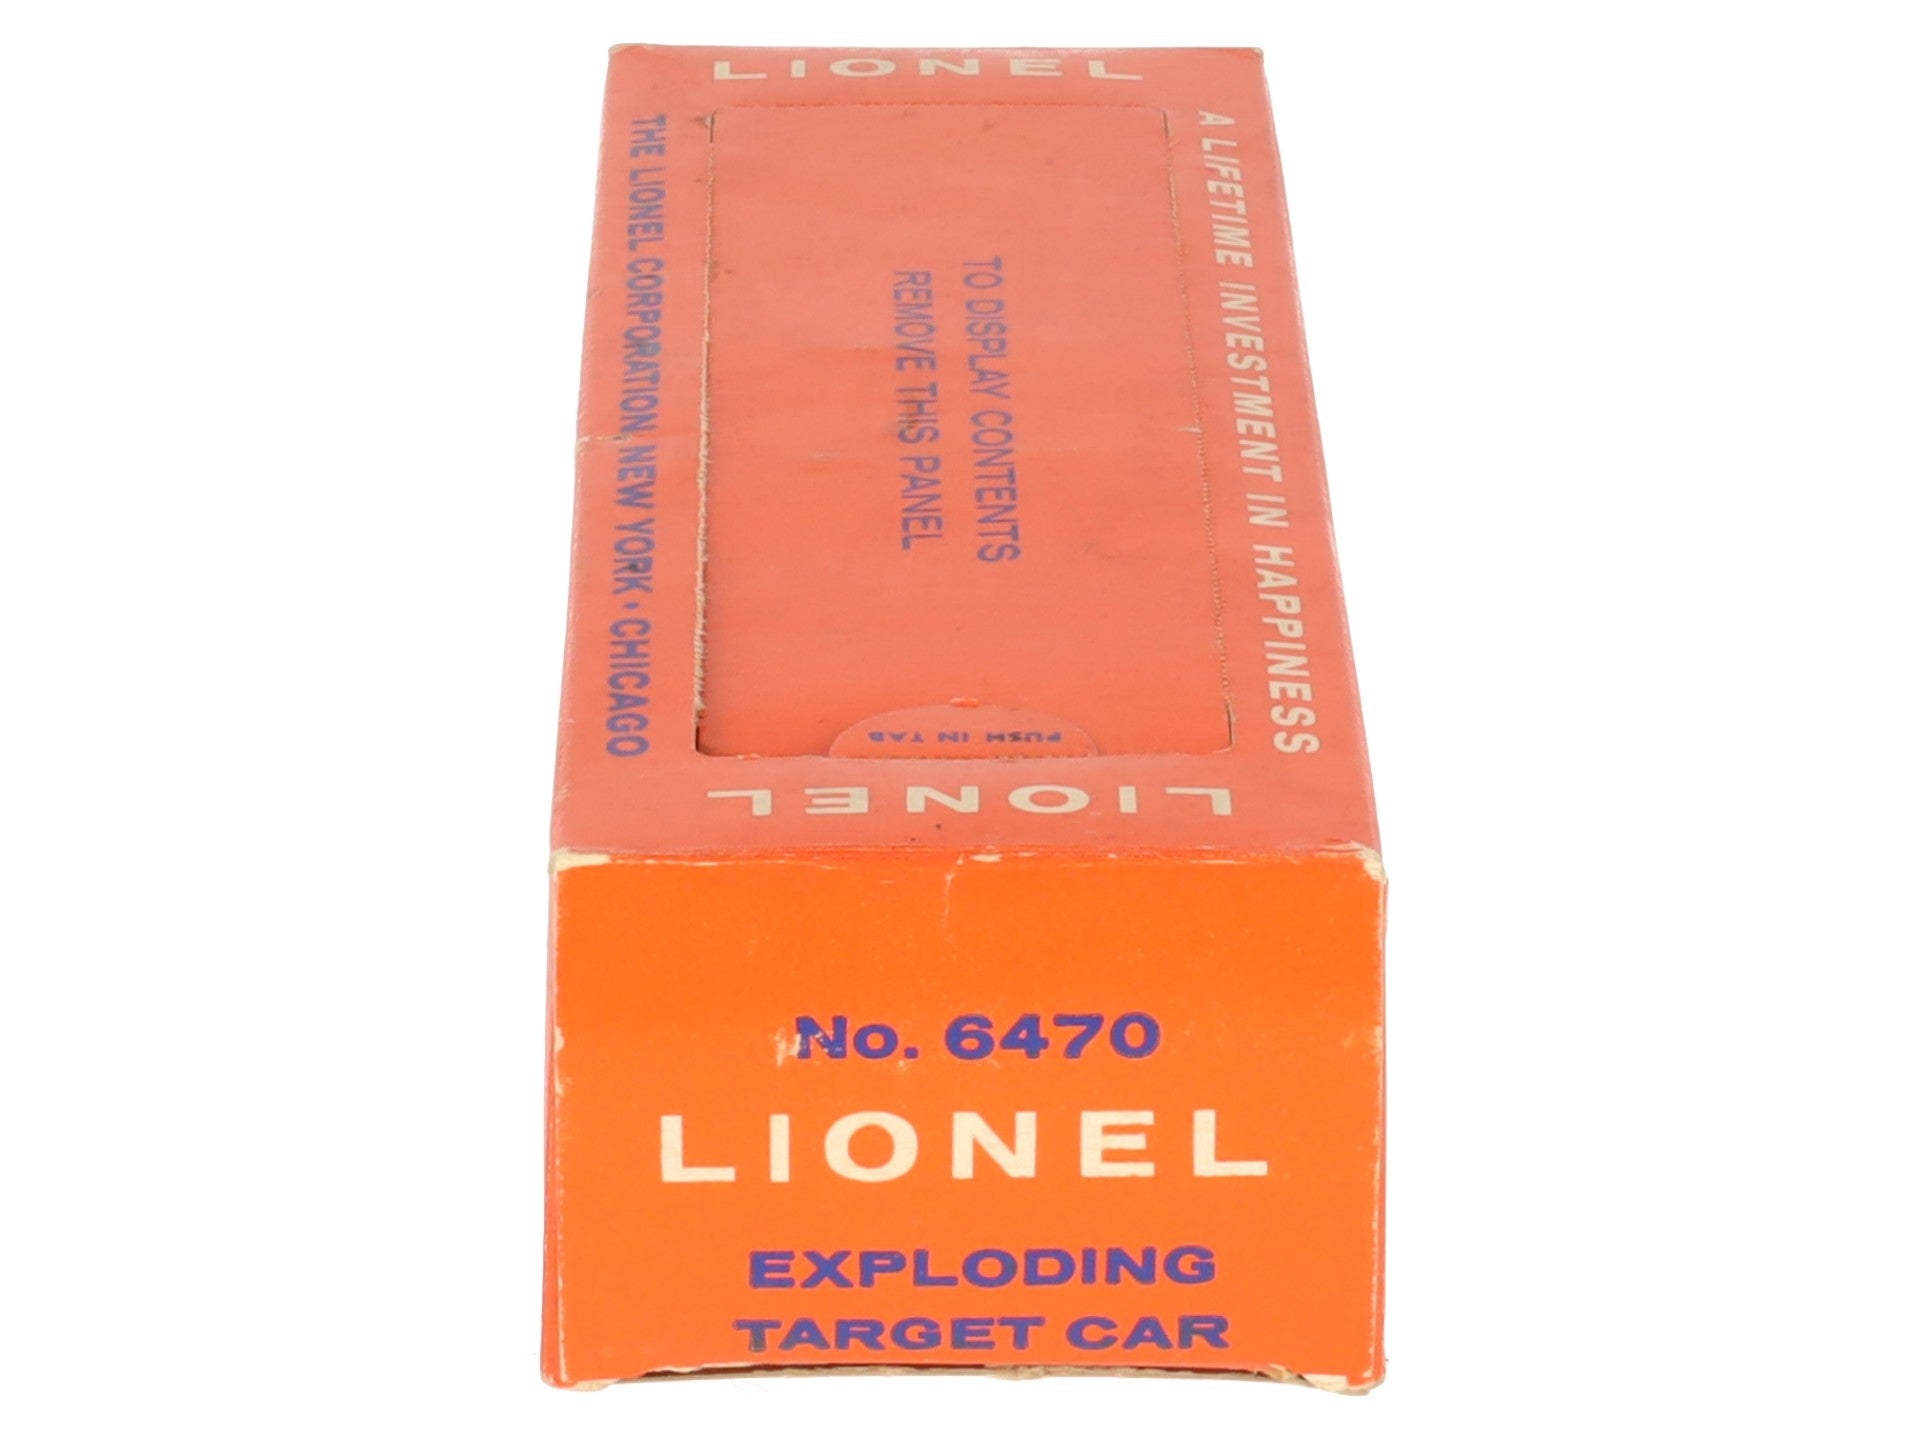 LIONEL
THE LIONEL CORPORATION NEW YORK • CHICAGO
TO DISPLAY CONTENTS
REMOVE THIS PANEL
A LIFETIME INVESTMENT IN HAPPINESS
PUSH IN TAB
LIONEL
No. 6470
LIONEL
EXPLODING
TARGET CAR